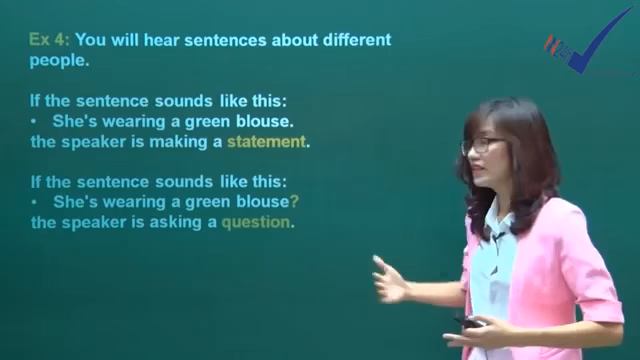 Ex 4: You will hear sentences about different
people.
If the sentence sounds like this:
• She's wearing a green blouse.
the speaker is making a statement.
If the sentence sounds like this:
• She's wearing a green blouse?
the speaker is asking a question.